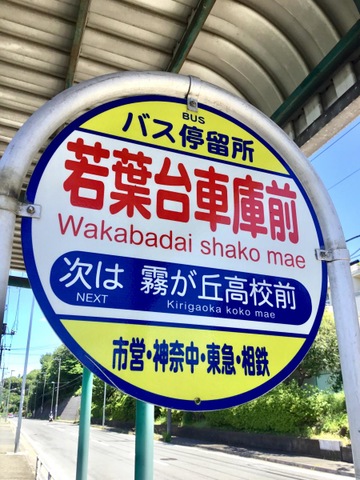 BUS
バス停留所
若葉台車庫前
Wakabadai shako mae
次は 霧が丘高校前
NEXT Kirigaoka koko mae
市営・神奈中・東急・相鉄